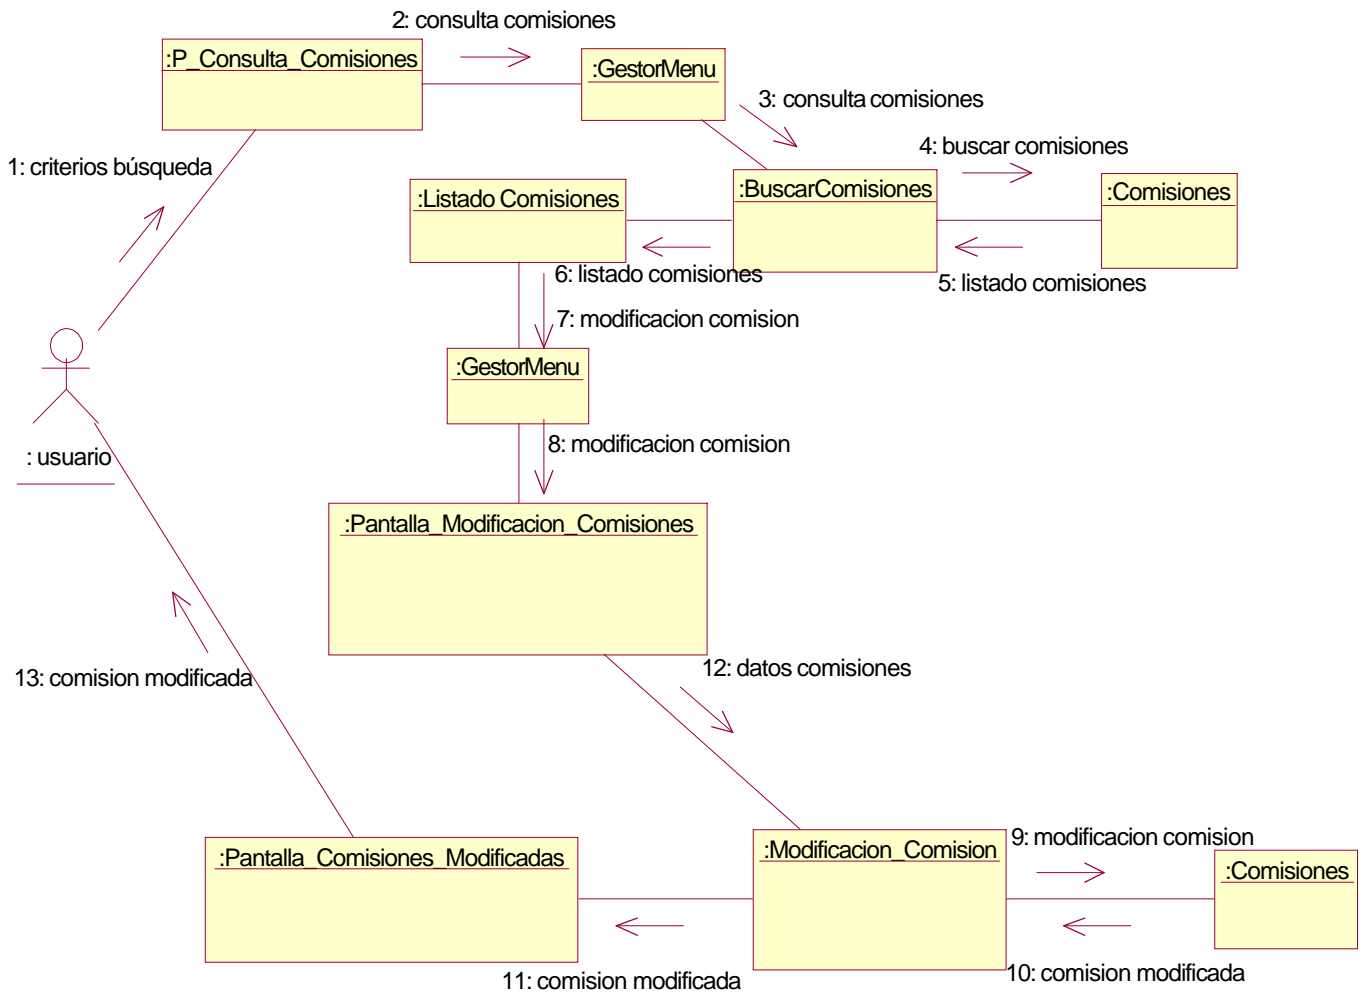 2: consulta comisiones
:P_Consulta_Comisiones
:GestorMenu
3: consulta comisiones
4: buscar comisiones
1: criterios búsqueda
:Listado Comisiones
:BuscarComisiones
:Comisiones
6: listado comisiones
5: listado comisiones
7: modificacion comision
:GestorMenu
8: modificacion comision
: usuario
:Pantalla_Modificacion_Comisiones
13: comision modificada
12: datos comisiones
:Pantalla_Comisiones_Modificadas
:Modificacion_Comision
9: modificacion comision
:Comisiones
11: comision modificada
10: comision modificada